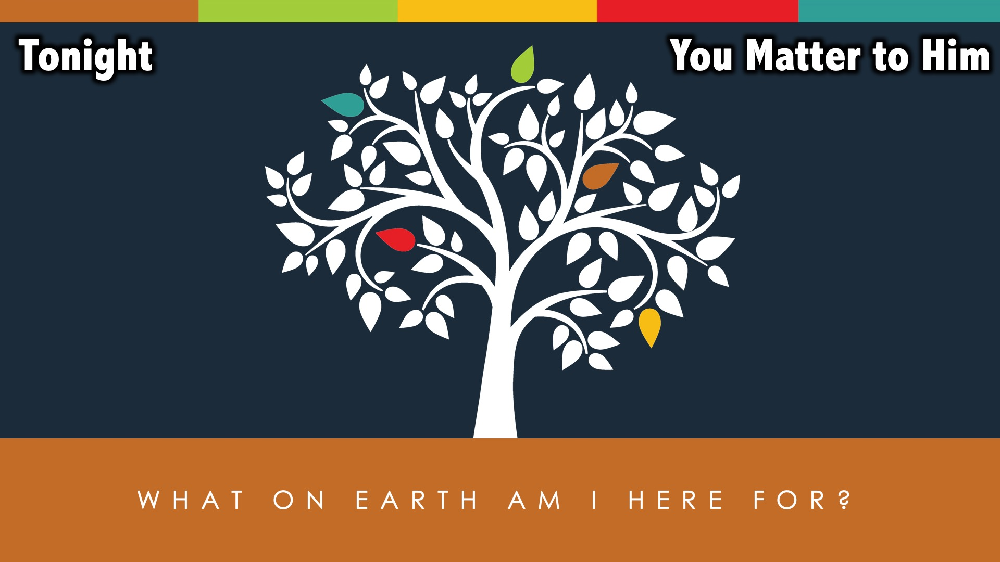 Tonight
You Matter to Him
WHAT ON EARTH AM I HERE FOR?